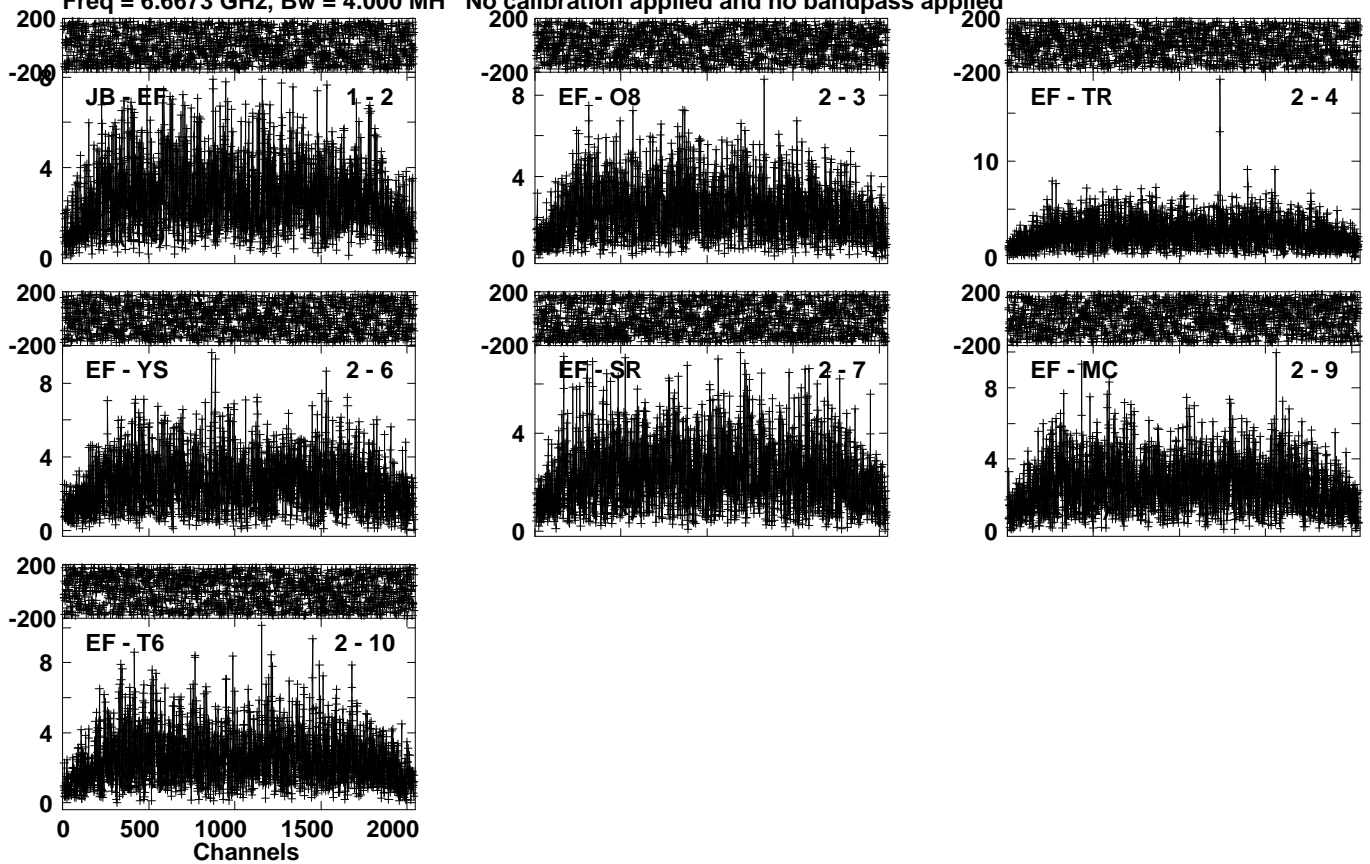 Freq = 6.6673 GHz, Bw = 4.000 MH No calibration applied and no bandpass applied
200 200 200
-200 -200 -200
8
JB - EF 1 - 2 EF - O8 2 - 3 EF - TR 2 - 4
8
10
4 4
0 0 0
200 200 200
-200 -200 -200
EF - YS 2 - 6 EF - SR 2 - 7 EF - MC 2 - 9
8 8
4 4 4
0 0 0
200
-200
EF - T6 2 - 10
8
4
0
0 500 1000 1500 2000
Channels